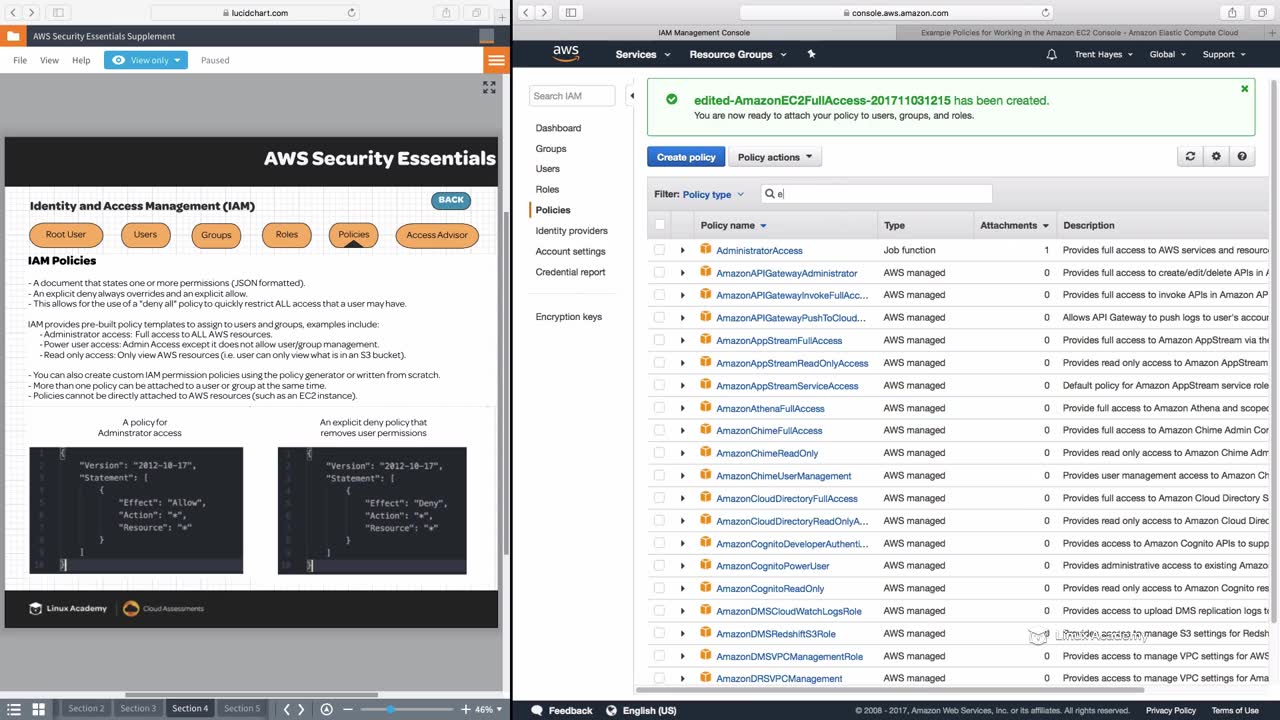 lucidchart.com
console.aws.amazon.com
IAM Management Console
Example Policies for Working in the Amazon EC2 Console - Amazon Elastic Compute Cloud
AWS Security Essentials Supplement
File View Help View only Paused
aws Services Resource Groups Trent Hayes Global Support
AWS Security Essentials
Identity and Access Management (IAM)
BACK
Root User Users Groups Roles Policies Access Advisor
IAM Policies
- A document that states one or more permissions (JSON formatted).
- An explicit deny always overrides and an explicit allow.
- This allows for the use of a "deny all" policy to quickly restrict ALL access that a user may have.
IAM provides pre-built policy templates to assign to users and groups, examples include:
- Administrator access: Full access to ALL AWS resources.
- Power user access: Admin Access except it does not allow user/group management.
- Read only access: Only view AWS resources (i.e. user can only view what is in an S3 bucket).
- You can also create custom IAM permission policies using the policy generator or written from scratch.
- More than one policy can be attached to a user or group at the same time.
- Policies cannot be directly attached to AWS resources (such as an EC2 instance).
A policy for
Adminstrator access
1 {
"Version": "2012-10-17",
"Statement": [
{
"Effect": "Allow",
"Action": "*",
"Resource": "*"
}
]
10 }
An explicit deny policy that
removes user permissions
1 {
"Version": "2012-10-17",
"Statement": [
{
"Effect": "Deny",
"Action": "*",
"Resource": "*"
}
]
10 }
Linux Academy Cloud Assessments
Section 2 Section 3 Section 4 Section 5 46%
Search IAM
Dashboard
Groups
Users
Roles
Policies
Identity providers
Account settings
Credential report
Encryption keys
edited-AmazonEC2FullAccess-201711031215 has been created.
You are now ready to attach your policy to users, groups, and roles.
Create policy Policy actions
Filter: Policy type e
Policy name Type Attachments Description
AdministratorAccess Job function 1 Provides full access to AWS services and resourc
AmazonAPIGatewayAdministrator AWS managed 0 Provides full access to create/edit/delete APIs in A
AmazonAPIGatewayInvokeFullAcc... AWS managed 0 Provides full access to invoke APIs in Amazon AP
AmazonAPIGatewayPushToCloud... AWS managed 0 Allows API Gateway to push logs to user's accoun
AmazonAppStreamFullAccess AWS managed 0 Provides full access to Amazon AppStream via the
AmazonAppStreamReadOnlyAccess AWS managed 0 Provides read only access to Amazon AppStream
AmazonAppStreamServiceAccess AWS managed 0 Default policy for Amazon AppStream service role
AmazonAthenaFullAccess AWS managed 0 Provide full access to Amazon Athena and scoped
AmazonChimeFullAccess AWS managed 0 Provides full access to Amazon Chime Admin Con
AmazonChimeReadOnly AWS managed 0 Provides read only access to Amazon Chime Adm
AmazonChimeUserManagement AWS managed 0 Provides user management access to Amazon Ch
AmazonCloudDirectoryFullAccess AWS managed 0 Provides full access to Amazon Cloud Directory S
AmazonCloudDirectoryReadOnlyA... AWS managed 0 Provides read only access to Amazon Cloud Direc
AmazonCognitoDeveloperAuthenti... AWS managed 0 Provides access to Amazon Cognito APIs to supp
AmazonCognitoPowerUser AWS managed 0 Provides administrative access to existing Amazo
AmazonCognitoReadOnly AWS managed 0 Provides read only access to Amazon Cognito res
AmazonDMSCloudWatchLogsRole AWS managed 0 Provides access to upload DMS replication logs t
AmazonDMSRedshiftS3Role AWS managed 0 Provides access to manage S3 settings for Redsh
AmazonDMSVPCManagementRole AWS managed 0 Provides access to manage VPC settings for AWS
AmazonDRSVPCManagement AWS managed 0 Provides access to manage VPC settings for Ama
Linux Academy
Feedback English (US) © 2008 - 2017, Amazon Web Services, Inc. or its affiliates. All rights reserved. Privacy Policy Terms of Use